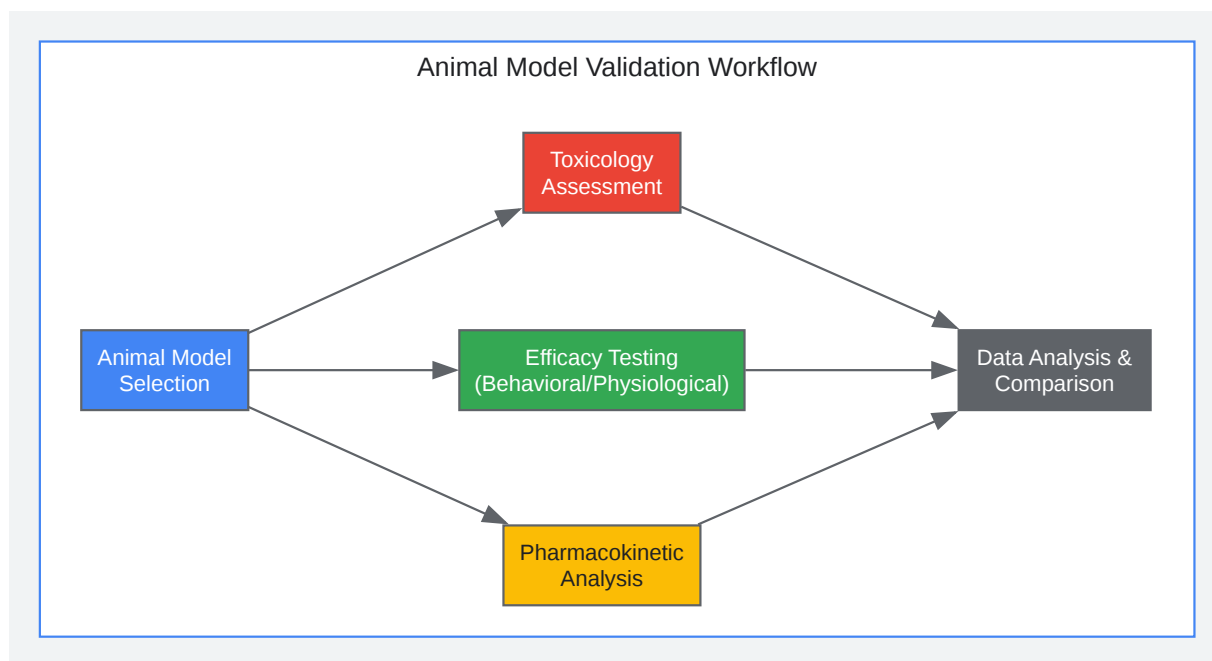 Animal Model Validation Workflow
Toxicology
Assessment
Animal Model
Selection
Efficacy Testing
(Behavioral/Physiological)
Data Analysis &
Comparison
Pharmacokinetic
Analysis